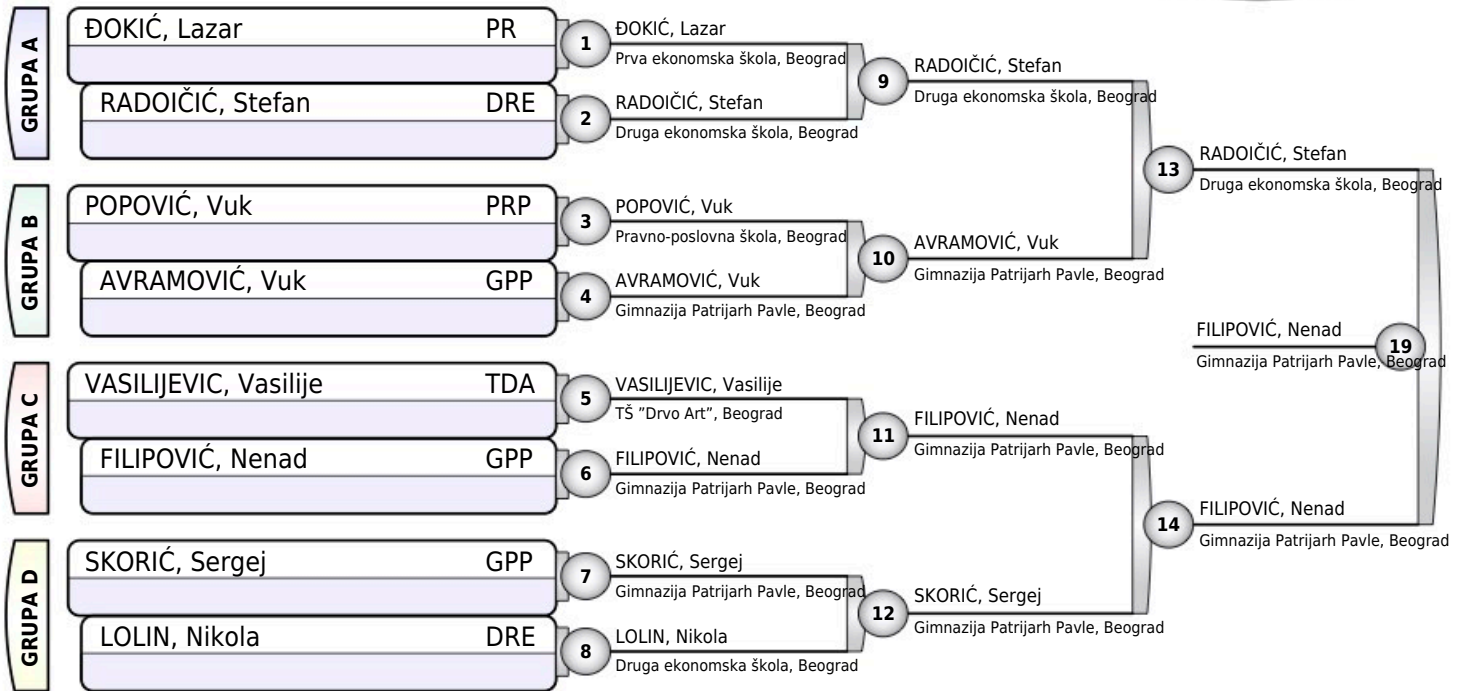 GRUPA A
ĐOKIĆ, Lazar PR
RADOIČIĆ, Stefan DRE
1
ĐOKIĆ, Lazar
Prva ekonomska škola, Beograd
2
RADOIČIĆ, Stefan
Druga ekonomska škola, Beograd
9
RADOIČIĆ, Stefan
Druga ekonomska škola, Beograd
GRUPA B
POPOVIĆ, Vuk PRP
AVRAMOVIĆ, Vuk GPP
3
POPOVIĆ, Vuk
Pravno-poslovna škola, Beograd
4
AVRAMOVIĆ, Vuk
Gimnazija Patrijarh Pavle, Beograd
10
AVRAMOVIĆ, Vuk
Gimnazija Patrijarh Pavle, Beograd
13
RADOIČIĆ, Stefan
Druga ekonomska škola, Beograd
GRUPA C
VASILIJEVIC, Vasilije TDA
FILIPOVIĆ, Nenad GPP
5
VASILIJEVIC, Vasilije
TŠ "Drvo Art", Beograd
6
FILIPOVIĆ, Nenad
Gimnazija Patrijarh Pavle, Beograd
11
FILIPOVIĆ, Nenad
Gimnazija Patrijarh Pavle, Beograd
GRUPA D
SKORIĆ, Sergej GPP
LOLIN, Nikola DRE
7
SKORIĆ, Sergej
Gimnazija Patrijarh Pavle, Beograd
8
LOLIN, Nikola
Druga ekonomska škola, Beograd
12
SKORIĆ, Sergej
Gimnazija Patrijarh Pavle, Beograd
14
FILIPOVIĆ, Nenad
Gimnazija Patrijarh Pavle, Beograd
FILIPOVIĆ, Nenad
19
Gimnazija Patrijarh Pavle, Beograd